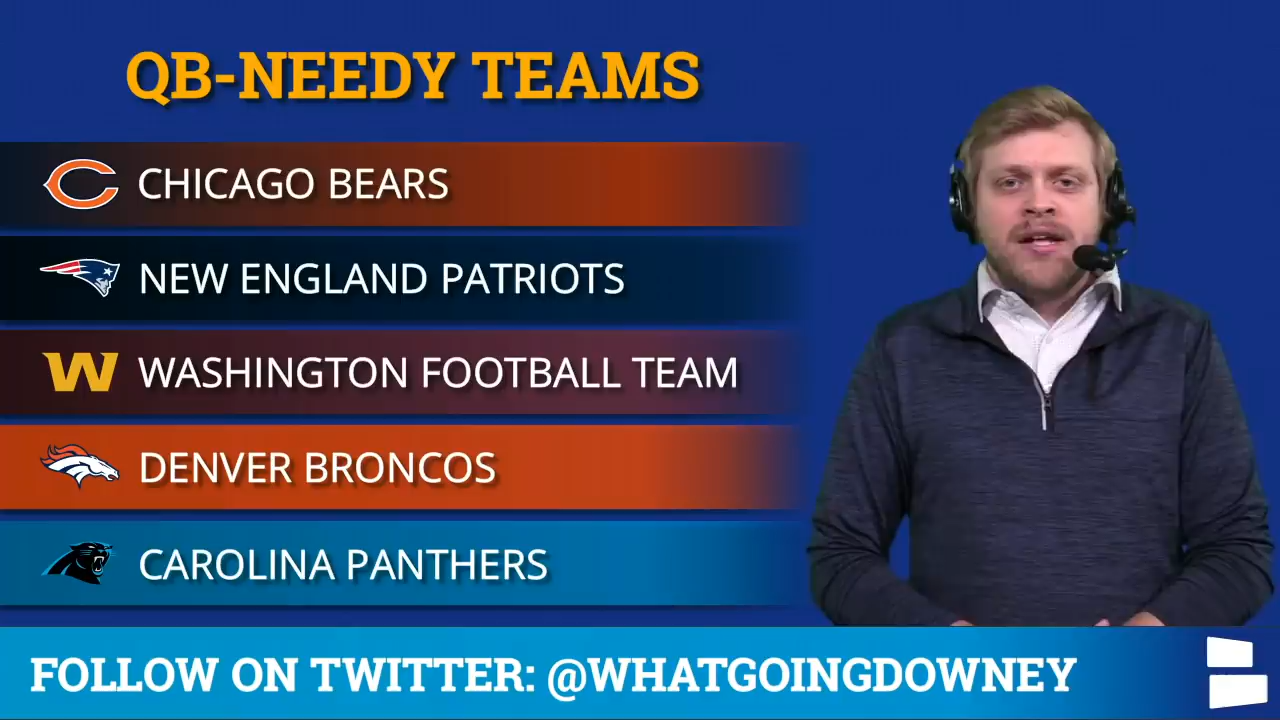 QB-NEEDY TEAMS
CHICAGO BEARS
NEW ENGLAND PATRIOTS
WASHINGTON FOOTBALL TEAM
DENVER BRONCOS
CAROLINA PANTHERS
FOLLOW ON TWITTER: @WHATGOINGDOWNEY